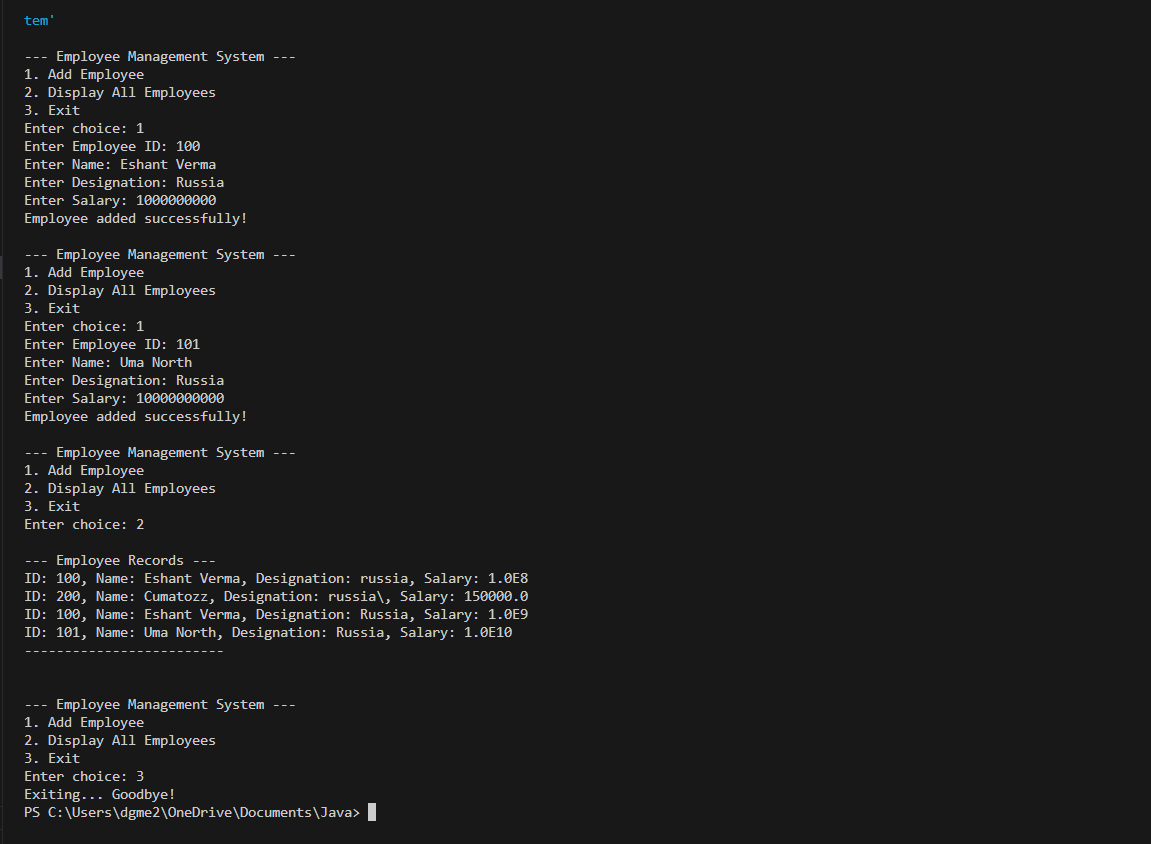 tem'
--- Employee Management System ---
1. Add Employee
2. Display All Employees
3. Exit
Enter choice: 1
Enter Employee ID: 100
Enter Name: Eshant Verma
Enter Designation: Russia
Enter Salary: 1000000000
Employee added successfully!
--- Employee Management System ---
1. Add Employee
2. Display All Employees
3. Exit
Enter choice: 1
Enter Employee ID: 101
Enter Name: Uma North
Enter Designation: Russia
Enter Salary: 10000000000
Employee added successfully!
--- Employee Management System ---
1. Add Employee
2. Display All Employees
3. Exit
Enter choice: 2
--- Employee Records ---
ID: 100, Name: Eshant Verma, Designation: russia, Salary: 1.0E8
ID: 200, Name: Cumatozz, Designation: russia\, Salary: 150000.0
ID: 100, Name: Eshant Verma, Designation: Russia, Salary: 1.0E9
ID: 101, Name: Uma North, Designation: Russia, Salary: 1.0E10
-------------------------
--- Employee Management System ---
1. Add Employee
2. Display All Employees
3. Exit
Enter choice: 3
Exiting... Goodbye!
PS C:\Users\dgme2\OneDrive\Documents\Java>